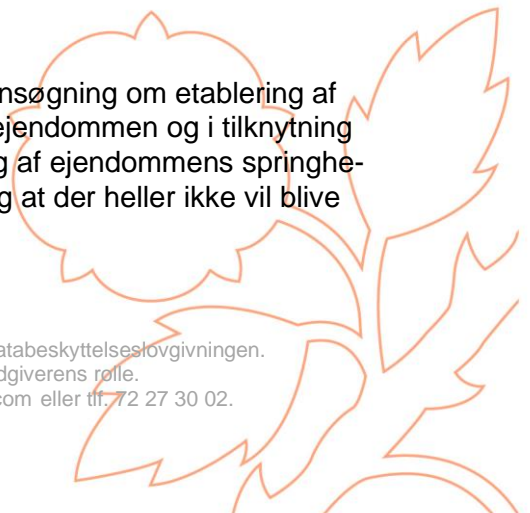 nsøgning om etablering af
ejendommen og i tilknytning
g af ejendommens springhe-
g at der heller ikke vil blive
atabeskyttelseslovgivningen.
dgiverens rolle.
com eller tlf. 72 27 30 02.